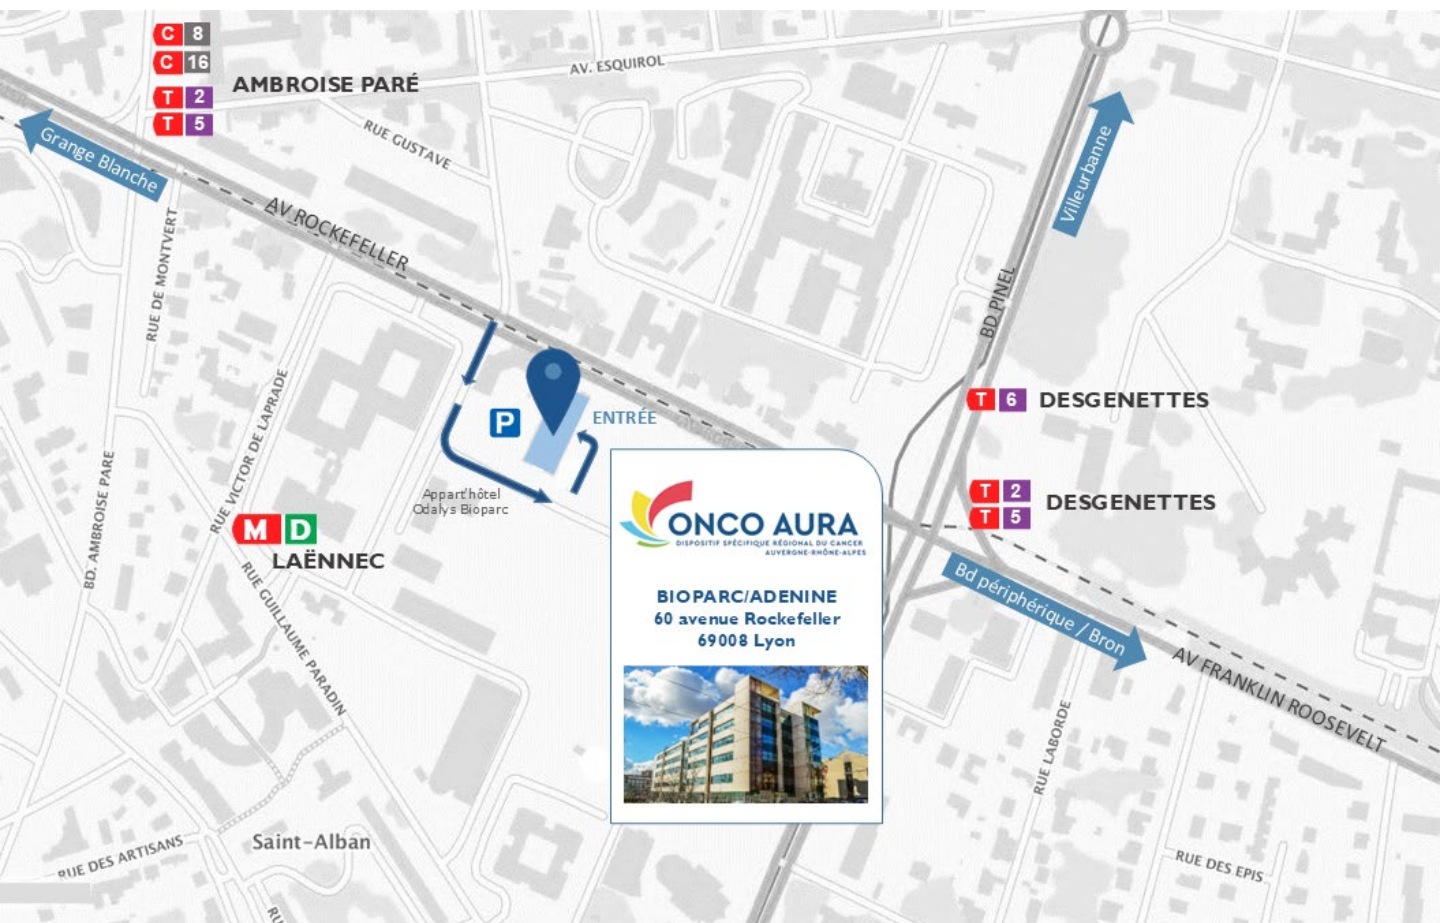 C 8
C 16
T 2
T 5
AMBROISE PARÉ
AV. ESQUIROL
RUE GUSTAVE
Grange Blanche
Villeurbanne
AV ROCKEFELLER
RUE DE MONTVERT
BD PINEL
RUE VICTOR DE LAPRADE
P
ENTRÉE
T 6 DESGENETTES
BD. AMBROISE PARE
Appart'hôtel
Odalys Bioparc
T 2
T 5
DESGENETTES
M D
LAËNNEC
ONCO AURA
DISPOSITIF SPÉCIFIQUE RÉGIONAL DU CANCER
AUVERGNE-RHÔNE-ALPES
BIOPARC/ADENINE
60 avenue Rockefeller
69008 Lyon
Bd périphérique / Bron
RUE GUILLAUME PARADIN
AV FRANKLIN ROOSEVELT
RUE LABORDE
Saint-Alban
RUE DES ARTISANS
RUE DES EPIS
RU